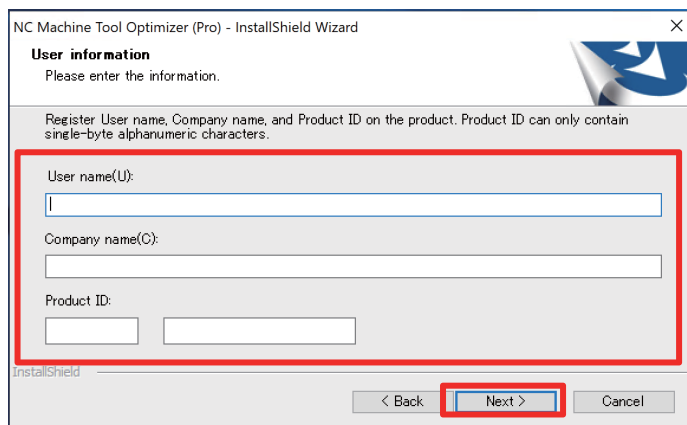 NC Machine Tool Optimizer (Pro) - InstallShield Wizard
User information
Please enter the information.
Register User name, Company name, and Product ID on the product. Product ID can only contain
single-byte alphanumeric characters.
User name(U):
Company name(C):
Product ID:
InstallShield
< Back
Next >
Cancel